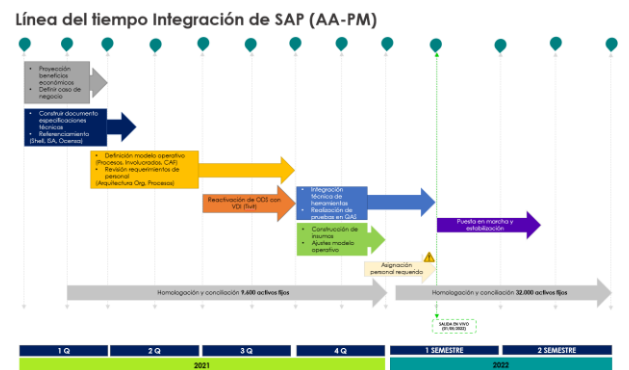 Línea del tiempo Integración de SAP (AA-PM)
• Proyección
beneficios
económicos
• Definir caso de
negocio
• Construir documento
especificaciones
técnicas
• Referenciamiento
(Shell, ISA, Ocensa)
• Definición modelo operativo
(Procesos, Involucrados, CAF)
• Revisión requerimientos de
personal
(Arquitectura Org, Procesos)
Reactivación de ODS con
VDI (Tivit)
• Integración
técnica de
herramientas
• Realización de
pruebas en QAS
• Construcción de
insumos
• Ajustes modelo
operativo
Puesta en marcha y
estabilización
Asignación
personal requerido
Homologación y conciliación 9,600 activos fijos
Homologación y conciliación 32.000 activos fijos
SALIDA EN VIVO
1 Q
2 Q
3 Q
4 Q
1 SEMESTRE
2 SEMESTRE
2021
2022